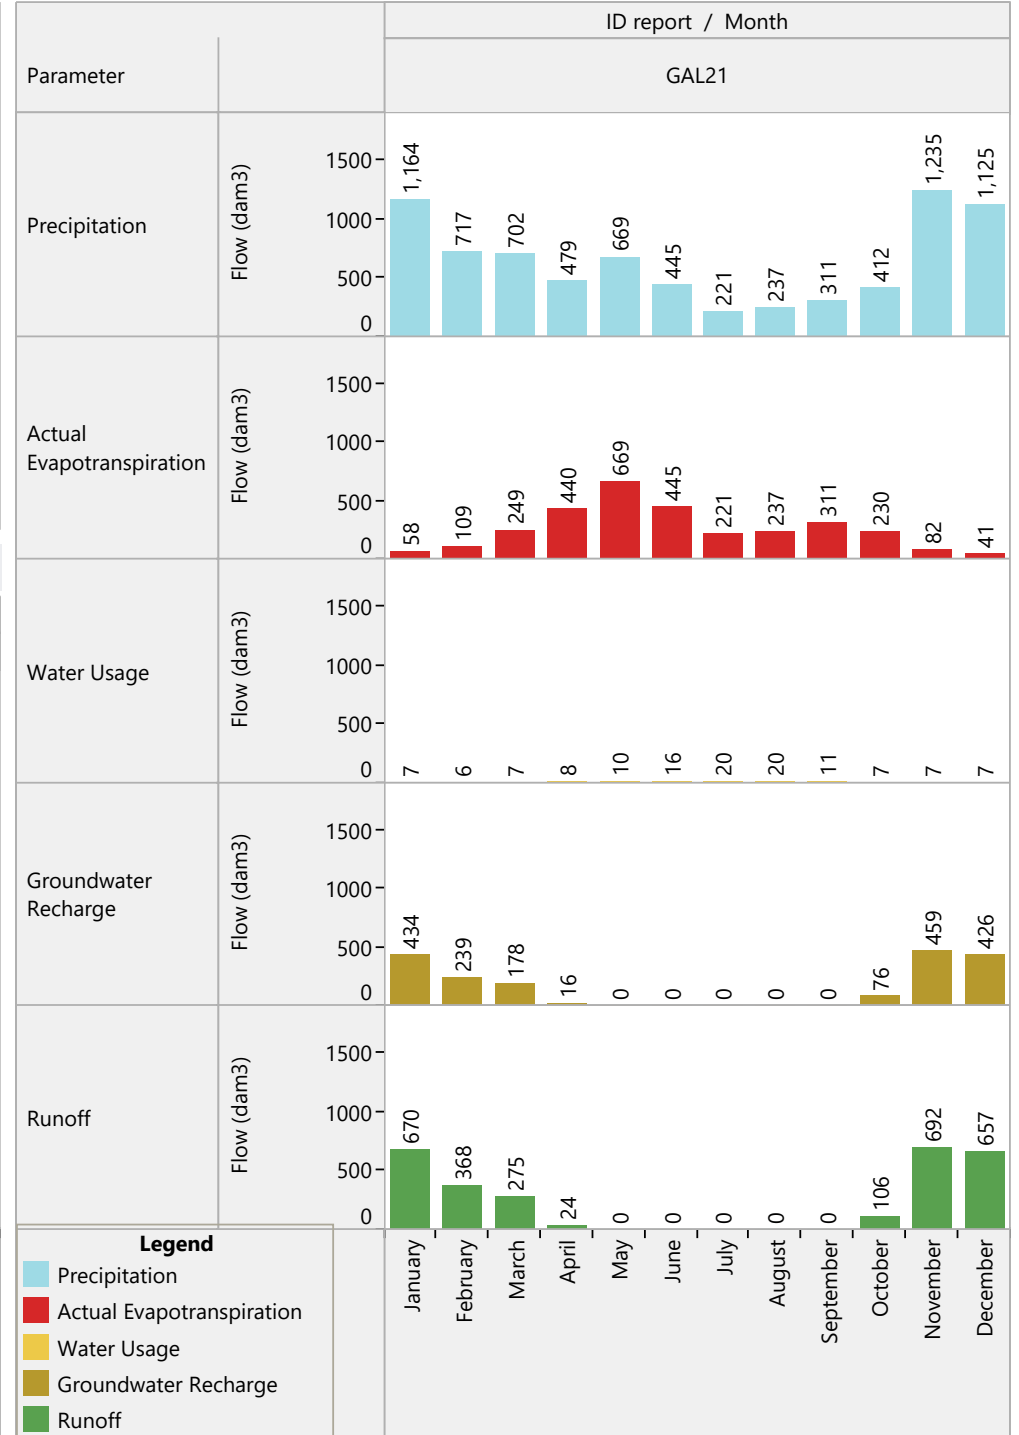 ID report / Month
Parameter
GAL21
Precipitation
Flow (dam3)
1500
1000
500
0
1,164
717
702
479
669
445
221
237
311
412
1,235
1,125
Actual
Evapotranspiration
Flow (dam3)
1500
1000
500
0
58
109
249
440
669
445
221
237
311
230
82
41
Water Usage
Flow (dam3)
1500
1000
500
0
7
6
7
8
10
16
20
20
11
7
7
7
Groundwater
Recharge
Flow (dam3)
1500
1000
500
0
434
239
178
16
0
0
0
0
0
76
459
426
Runoff
Flow (dam3)
1500
1000
500
0
670
368
275
24
0
0
0
0
0
106
692
657
January
February
March
April
May
June
July
August
September
October
November
December
Legend
Precipitation
Actual Evapotranspiration
Water Usage
Groundwater Recharge
Runoff